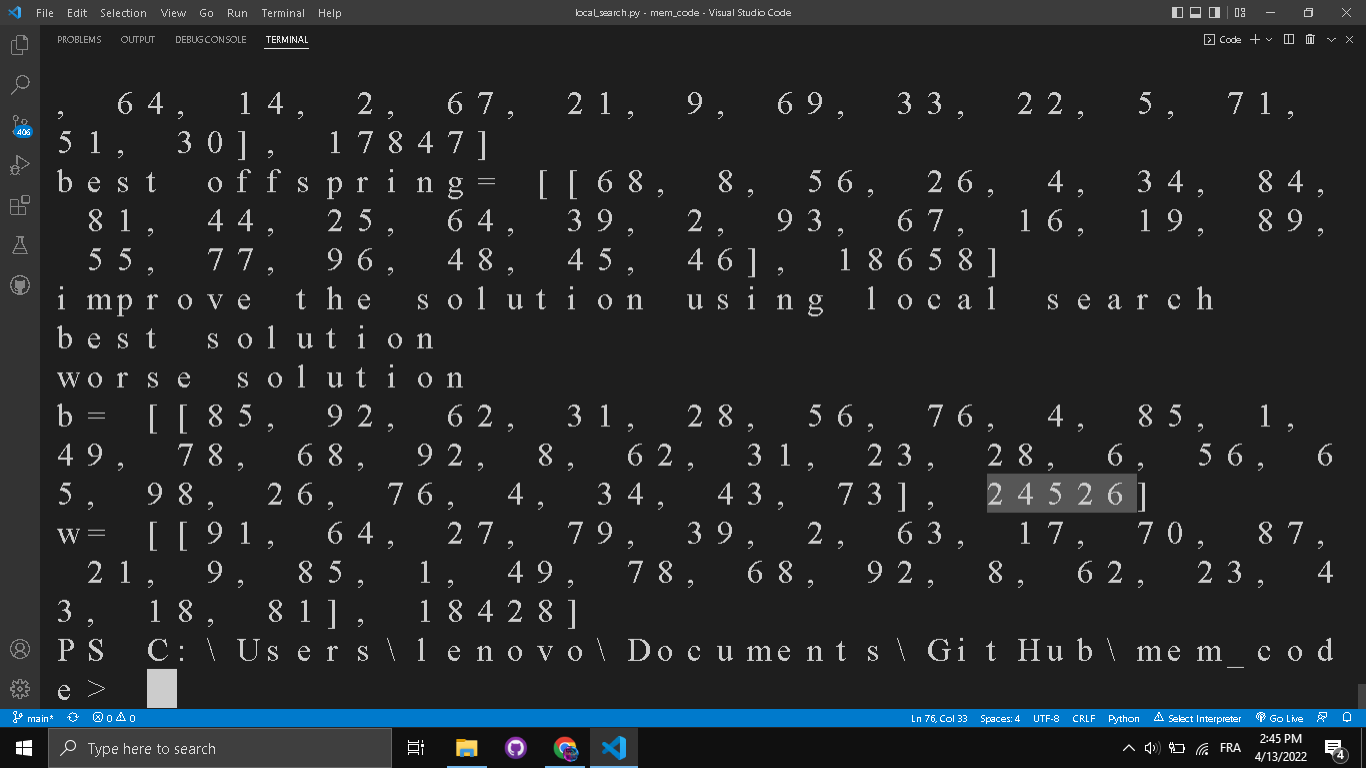 File Edit Selection View Go Run Terminal Help local_search.py - mem_code - Visual Studio Code
PROBLEMS OUTPUT DEBUG CONSOLE TERMINAL Code
, 64, 14, 2, 67, 21, 9, 69, 33, 22, 5, 71,
51, 30], 17847]
best offspring= [[68, 8, 56, 26, 4, 34, 84,
81, 44, 25, 64, 39, 2, 93, 67, 16, 19, 89,
55, 77, 96, 48, 45, 46], 18658]
improve the solution using local search
best solution
worse solution
b= [[85, 92, 62, 31, 28, 56, 76, 4, 85, 1,
49, 78, 68, 92, 8, 62, 31, 23, 28, 6, 56, 6
5, 98, 26, 76, 4, 34, 43, 73], 24526]
w= [[91, 64, 27, 79, 39, 2, 63, 17, 70, 87,
21, 9, 85, 1, 49, 78, 68, 92, 8, 62, 23, 4
3, 18, 81], 18428]
PS C:\Users\lenovo\Documents\GitHub\mem_cod
e>
406
main* 0 0 Ln 76, Col 33 Spaces: 4 UTF-8 CRLF Python Select Interpreter Go Live
Type here to search FRA 2:45 PM
4/13/2022 4